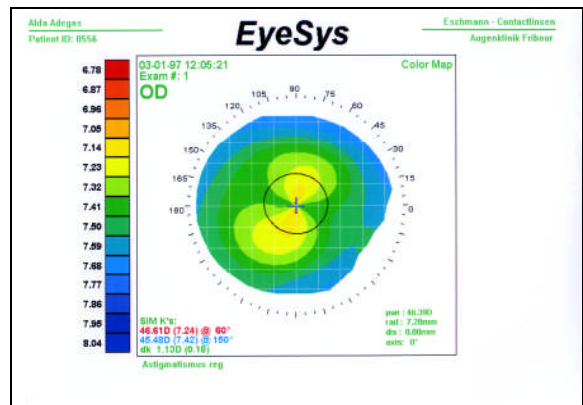 Alda Adegas
Patient ID: 0556
EyeSys
Eschmann - Contactlinsen
Augenklinik Fribour
03-01-97 12:05:21
Exam #: 1
OD
Color Map
6.78
6.87
6.96
7.05
7.14
7.23
7.32
7.41
7.50
7.59
7.68
7.77
7.86
7.95
8.04
90
105
120
135
165
180
75
60
45
30
15
0
SIM K's:
46.61D (7.24) @ 60°
45.48D (7.42) @ 150°
dk 1.13D (0.18)
pwr : 46.39D
rad : 7.28mm
dis : 0.00mm
axis: 0°
Astigmatismus reg